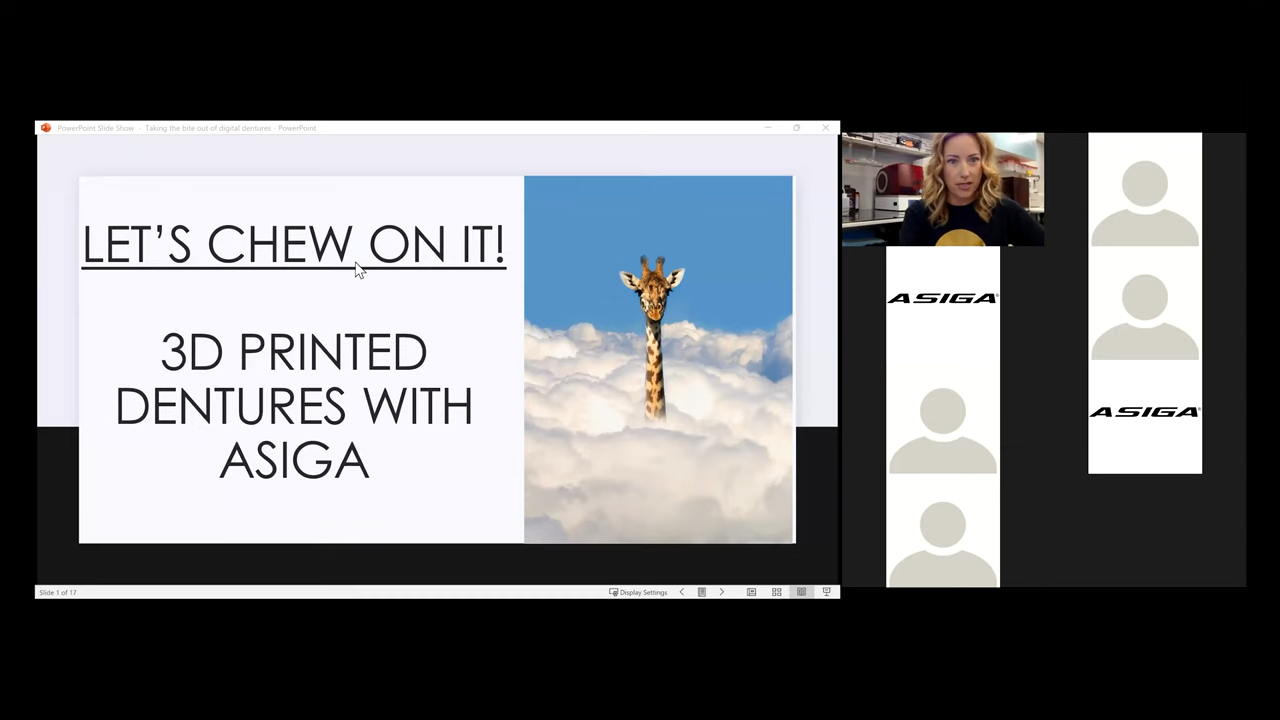 PowerPoint Slide Show - Taking the bite out of digital dentures - PowerPoint
LET'S CHEW ON IT!
3D PRINTED
DENTURES WITH
ASIGA
Slide 1 of 17
Display Settings
ASIGA®
ASIGA®